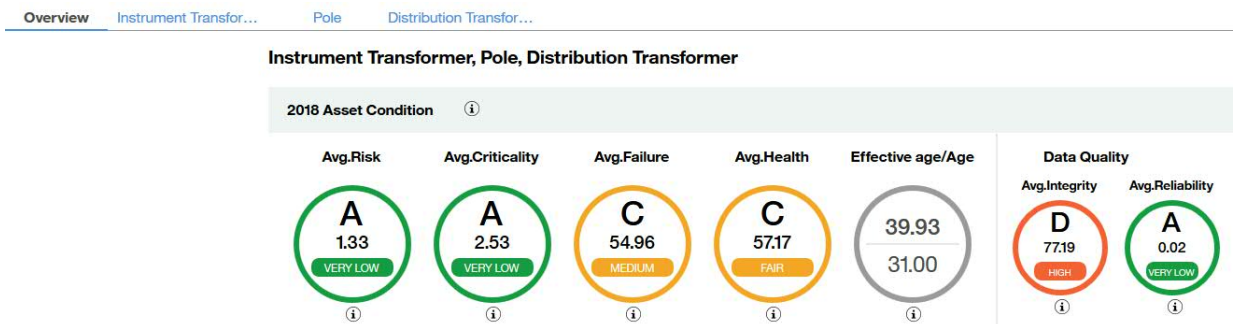 Overview Instrument Transfor... Pole Distribution Transfor...
Instrument Transformer, Pole, Distribution Transformer
2018 Asset Condition i
Avg.Risk Avg.Criticality Avg.Failure Avg.Health Effective age/Age Data Quality
Avg.Integrity Avg.Reliability
A A C C 39.93 D A
1.33 2.53 54.96 57.17 31.00 77.19 0.02
VERY LOW VERY LOW MEDIUM FAIR HIGH VERY LOW
i i i i i i i